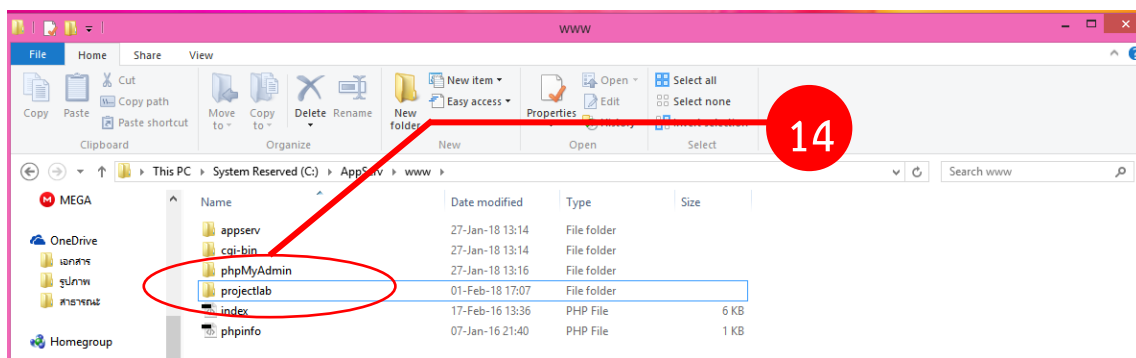 www
File Home Share View
Copy
Paste
Cut
Copy path
Paste shortcut
Clipboard
Move to
Copy to
Delete
Rename
Organize
New folder
New item
Easy access
New
Properties
Open
Edit
History
Open
Select all
Select none
Invert selection
Select
14
This PC System Reserved (C:) AppServ www
Search www
MEGA
OneDrive
เอกสาร
รูปภาพ
สาธารณะ
Homegroup
Name Date modified Type Size
appserv 27-Jan-18 13:14 File folder
cgi-bin 27-Jan-18 13:14 File folder
phpMyAdmin 27-Jan-18 13:16 File folder
projectlab 01-Feb-18 17:07 File folder
index 17-Feb-16 13:36 PHP File 6 KB
phpinfo 07-Jan-16 21:40 PHP File 1 KB